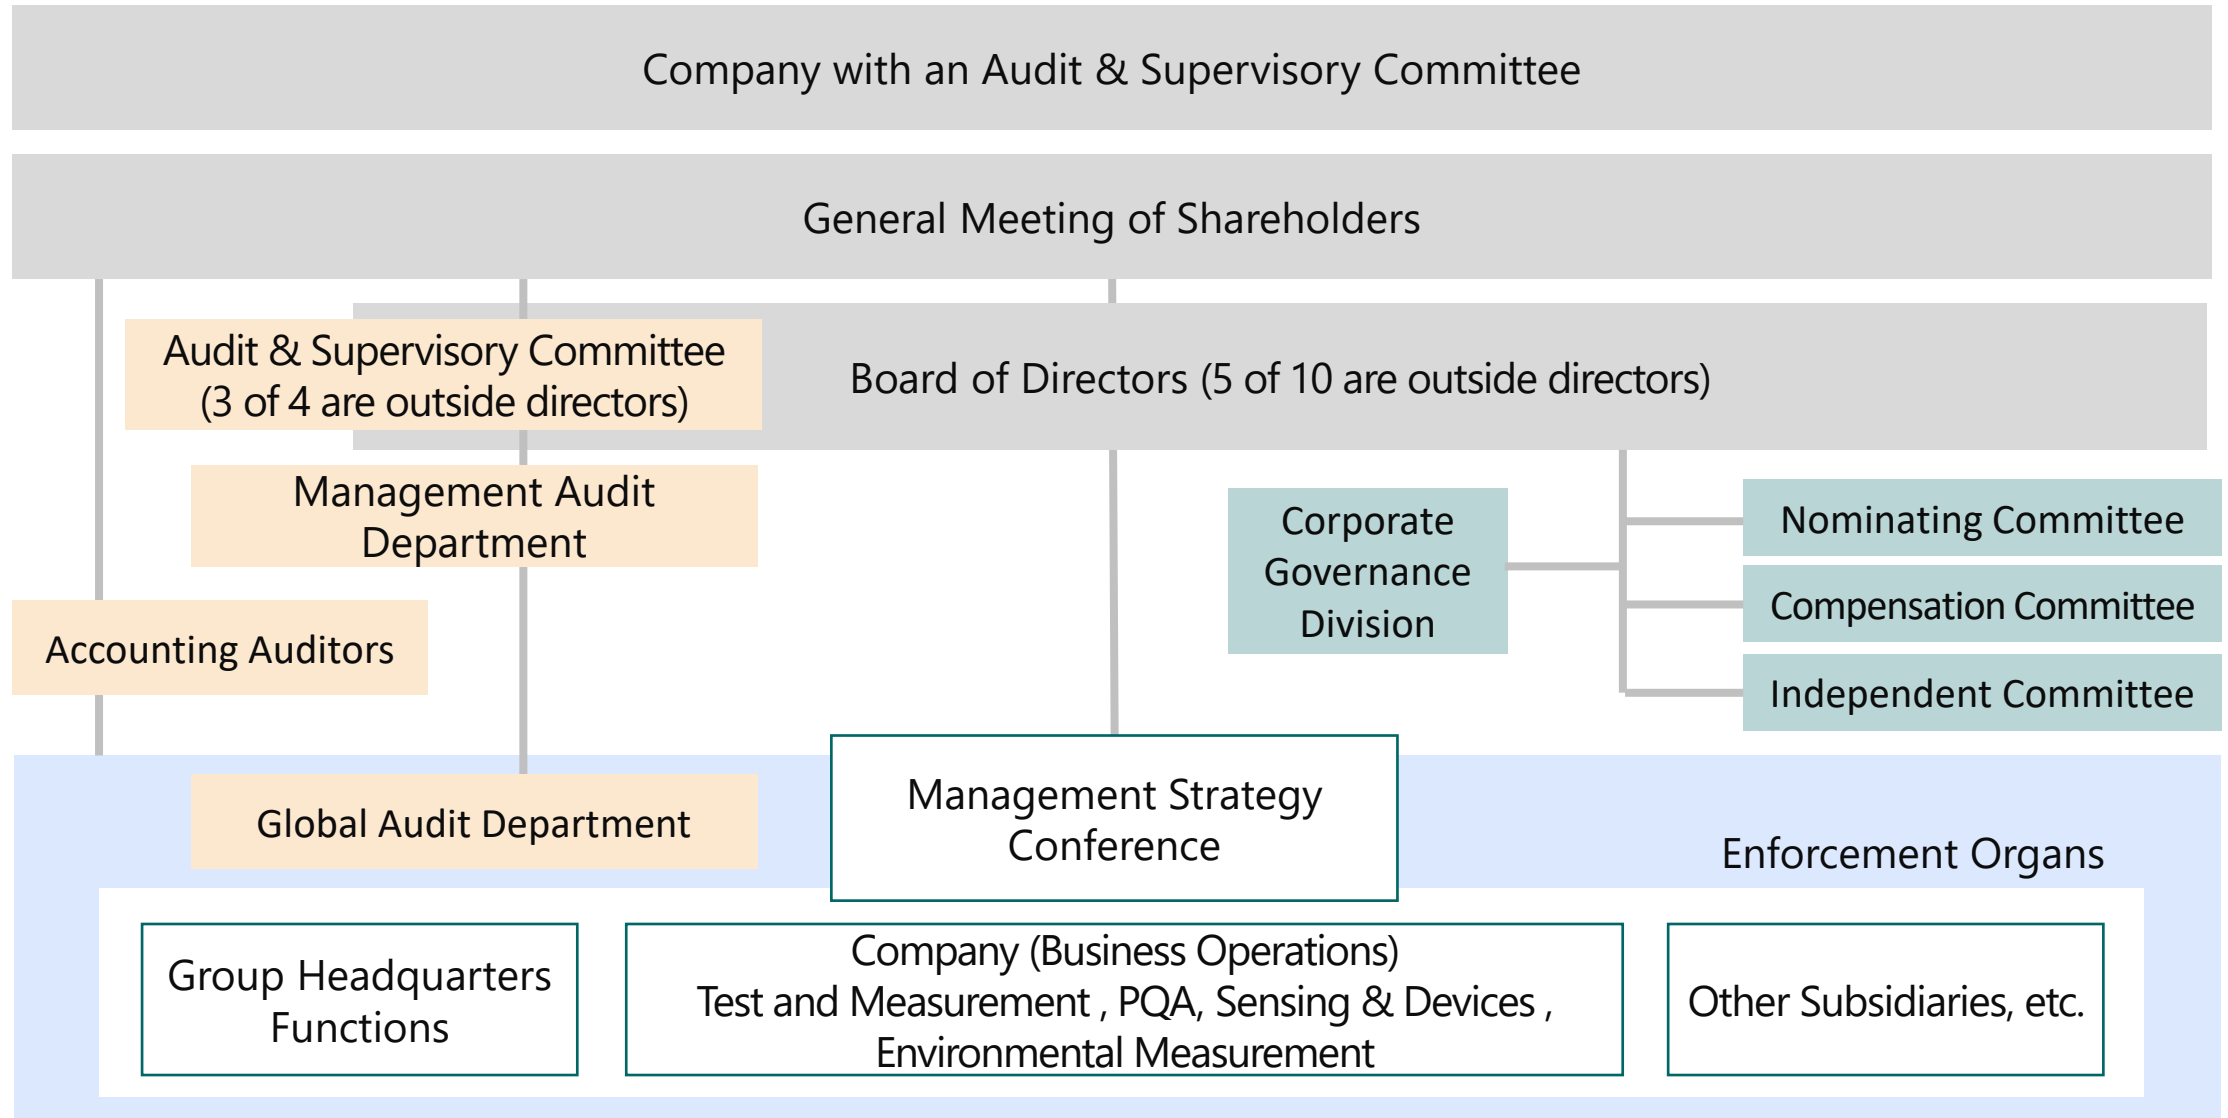 Company with an Audit & Supervisory Committee
General Meeting of Shareholders
Audit & Supervisory Committee
(3 of 4 are outside directors)
Board of Directors (5 of 10 are outside directors)
Management Audit
Department
Corporate
Governance
Division
Nominating Committee
Compensation Committee
Independent Committee
Accounting Auditors
Global Audit Department
Management Strategy
Conference
Enforcement Organs
Group Headquarters
Functions
Company (Business Operations)
Test and Measurement , PQA, Sensing & Devices ,
Environmental Measurement
Other Subsidiaries, etc.